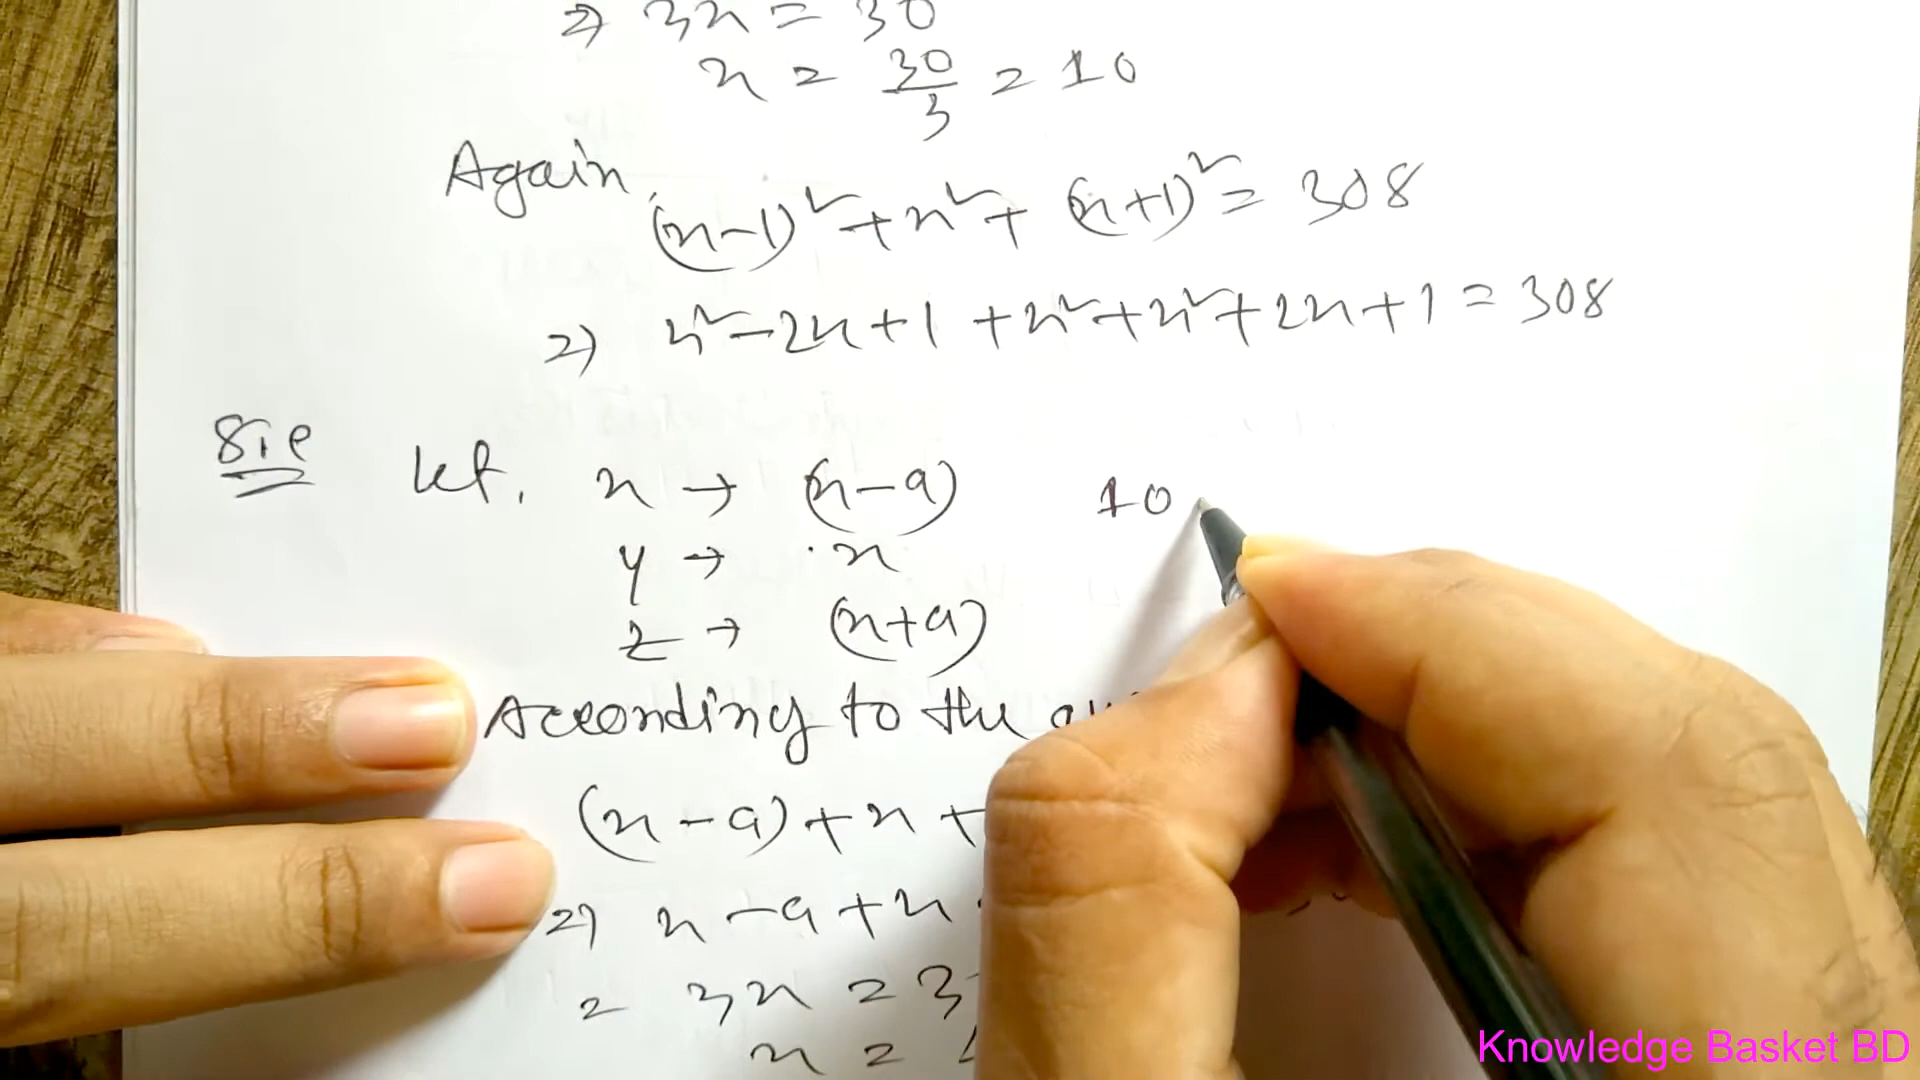 ⇒ 3x = 30
x = 30/3 = 10
Again,
(x-1)² + x² + (x+1)² = 308
⇒ x² - 2x + 1 + x² + x² + 2x + 1 = 308
let, x → (x-a) 10
y → x
z → (x+a)
According to the
(x-a) + x +
⇒ x - a + x
= 3x = 3
x =
Knowledge Basket BD